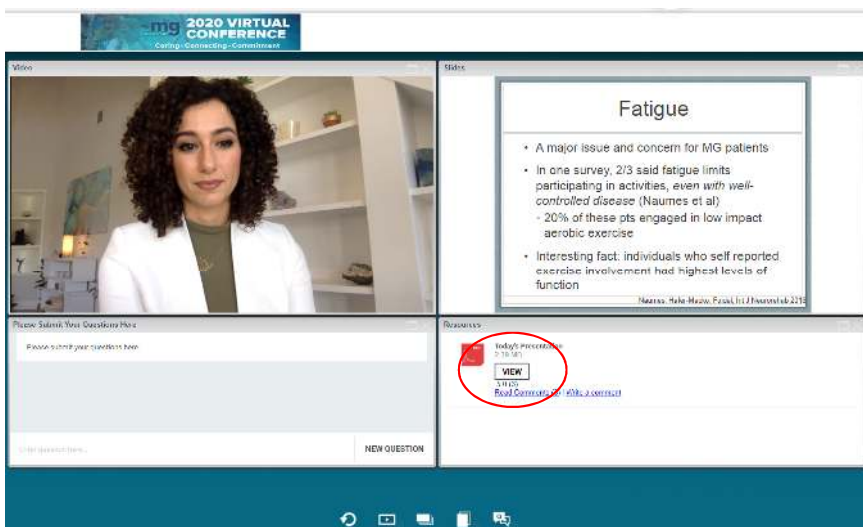 mg 2020 VIRTUAL
CONFERENCE
Caring • Connecting • Commitment
Video
Slides
Fatigue
• A major issue and concern for MG patients
• In one survey, 2/3 said fatigue limits
participating in activities, even with well-
controlled disease (Naumes et al)
- 20% of these pts engaged in low impact
aerobic exercise
• Interesting fact: individuals who self reported
exercise involvement had highest levels of
function
Please Submit Your Questions Here
Please submit your questions here
NEW QUESTION
Resources
Today's Presentation
VIEW
Read Comments | Write a comment